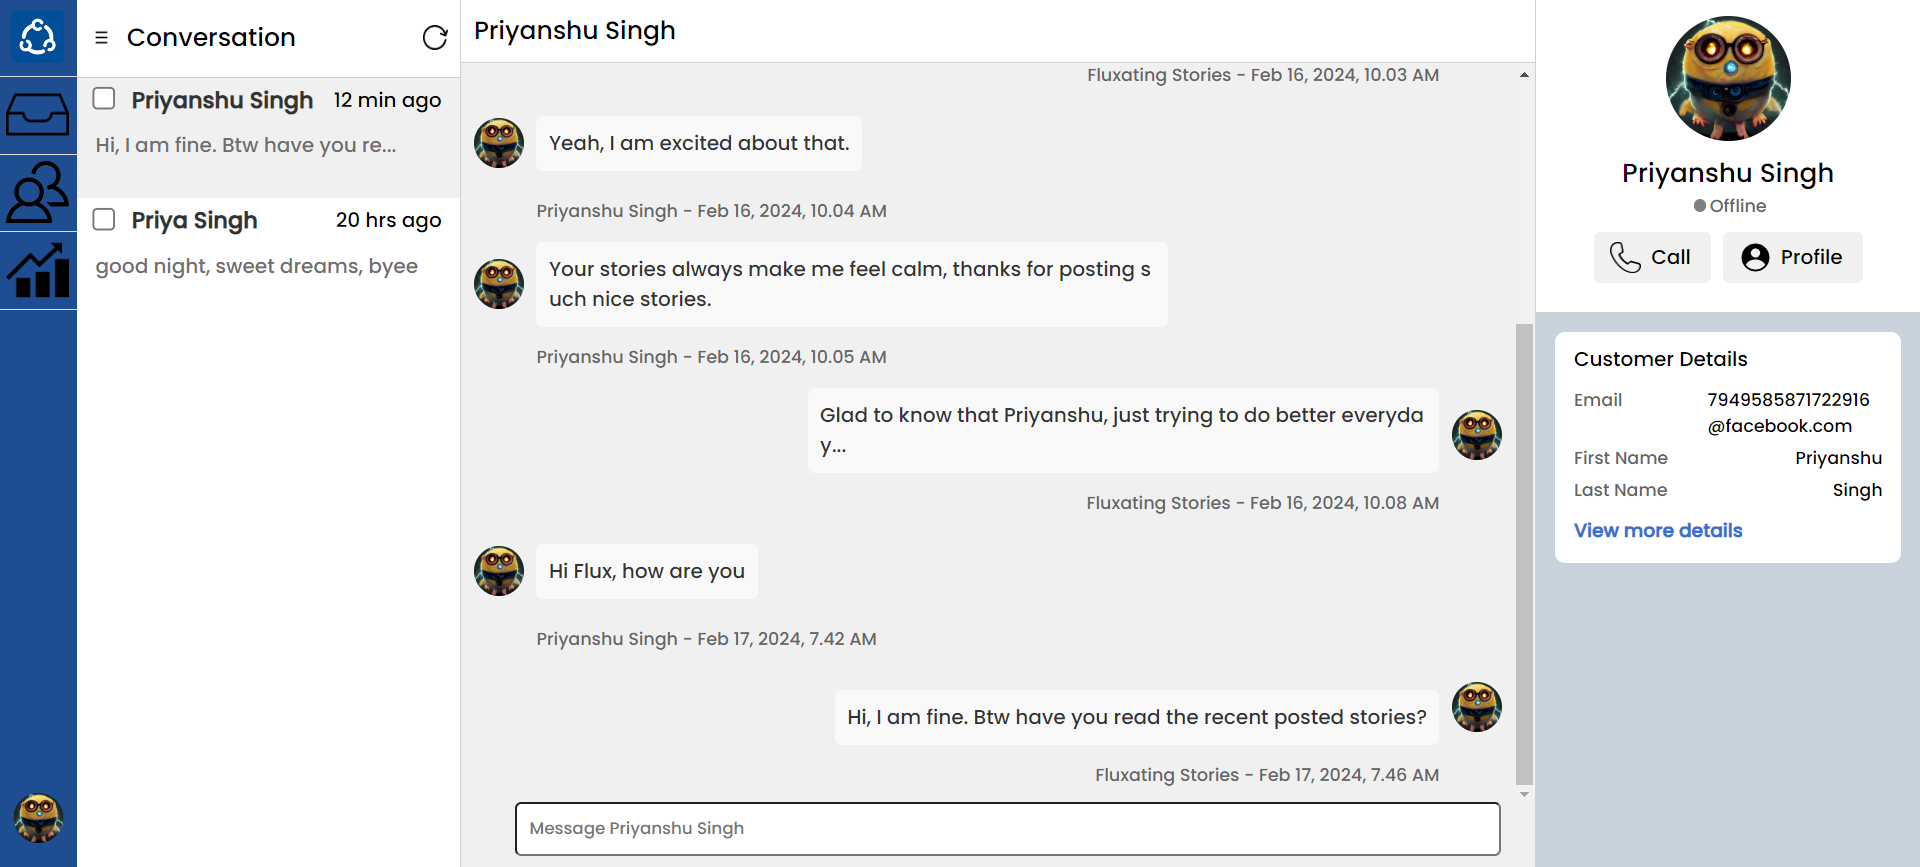 Conversation
Priyanshu Singh 12 min ago
Hi, I am fine. Btw have you re...
Priya Singh 20 hrs ago
good night, sweet dreams, byee
Priyanshu Singh
Fluxating Stories - Feb 16, 2024, 10.03 AM
Yeah, I am excited about that.
Priyanshu Singh - Feb 16, 2024, 10.04 AM
Your stories always make me feel calm, thanks for posting s
uch nice stories.
Priyanshu Singh - Feb 16, 2024, 10.05 AM
Glad to know that Priyanshu, just trying to do better everyda
y...
Fluxating Stories - Feb 16, 2024, 10.08 AM
Hi Flux, how are you
Priyanshu Singh - Feb 17, 2024, 7.42 AM
Hi, I am fine. Btw have you read the recent posted stories?
Fluxating Stories - Feb 17, 2024, 7.46 AM
Message Priyanshu Singh
Priyanshu Singh
Offline
Call Profile
Customer Details
Email 7949585871722916
@facebook.com
First Name Priyanshu
Last Name Singh
View more details